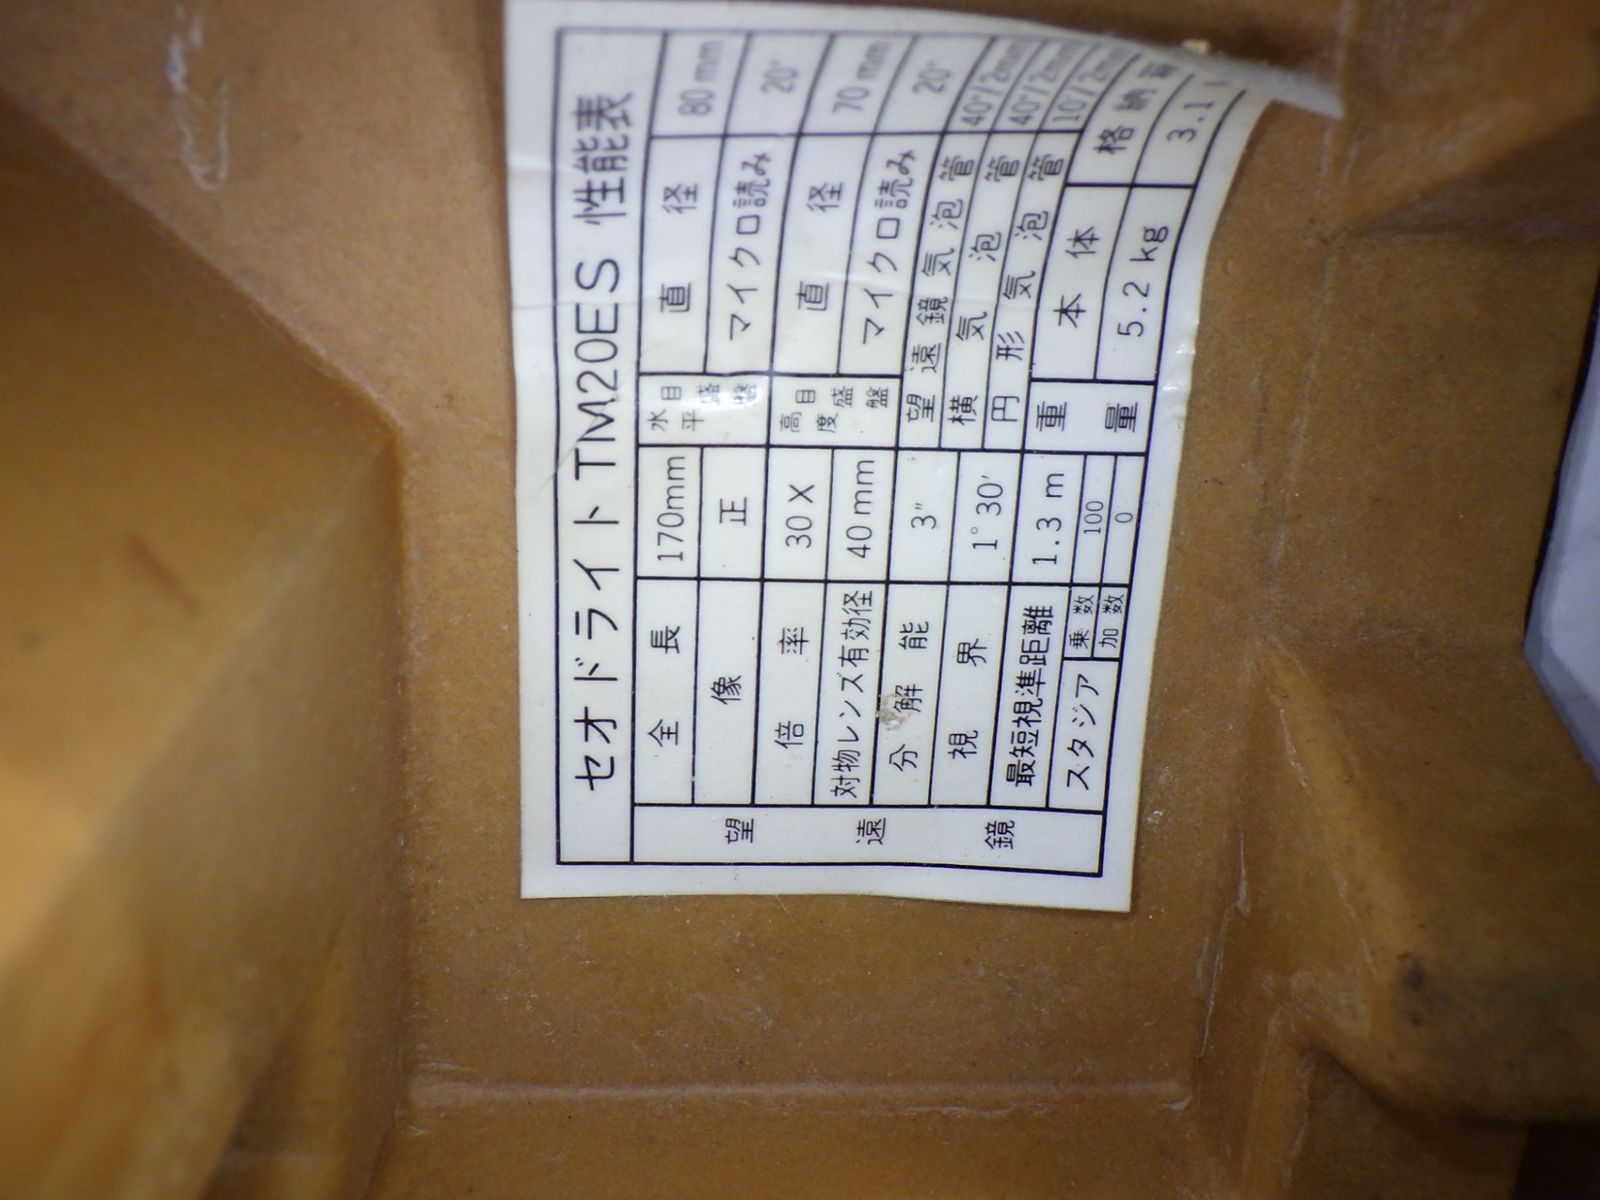 セオドライト TM20ES 性能表
望遠鏡
全長 170mm
像 正
倍率 30X
対物レンズ有効径 40mm
分解能 3″
視界 1°30′
最短視準距離 1.3 m
スタジア 乗数 100
加数 0
水平目盛盤 直径 80mm
マイクロ読み 20″
高度目盛盤 直径 70mm
マイクロ読み 20″
望遠鏡気泡管 40″/2mm
横気泡管 40″/2mm
円形気泡管 10′/2mm
重量 本体 格納
5.2 kg 3.1